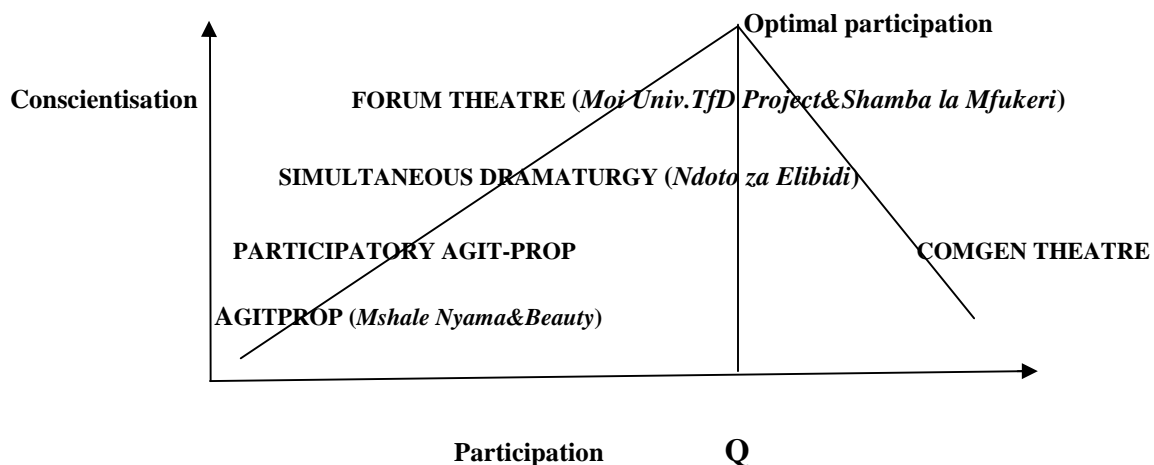 Optimal participation
Conscientisation
FORUM THEATRE (Moi Univ.TfD Project&Shamba la Mfukeri)
SIMULTANEOUS DRAMATURGY (Ndoto za Elibidi)
PARTICIPATORY AGIT-PROP
COMGEN THEATRE
AGITPROP (Mshale Nyama&Beauty)
Participation
Q